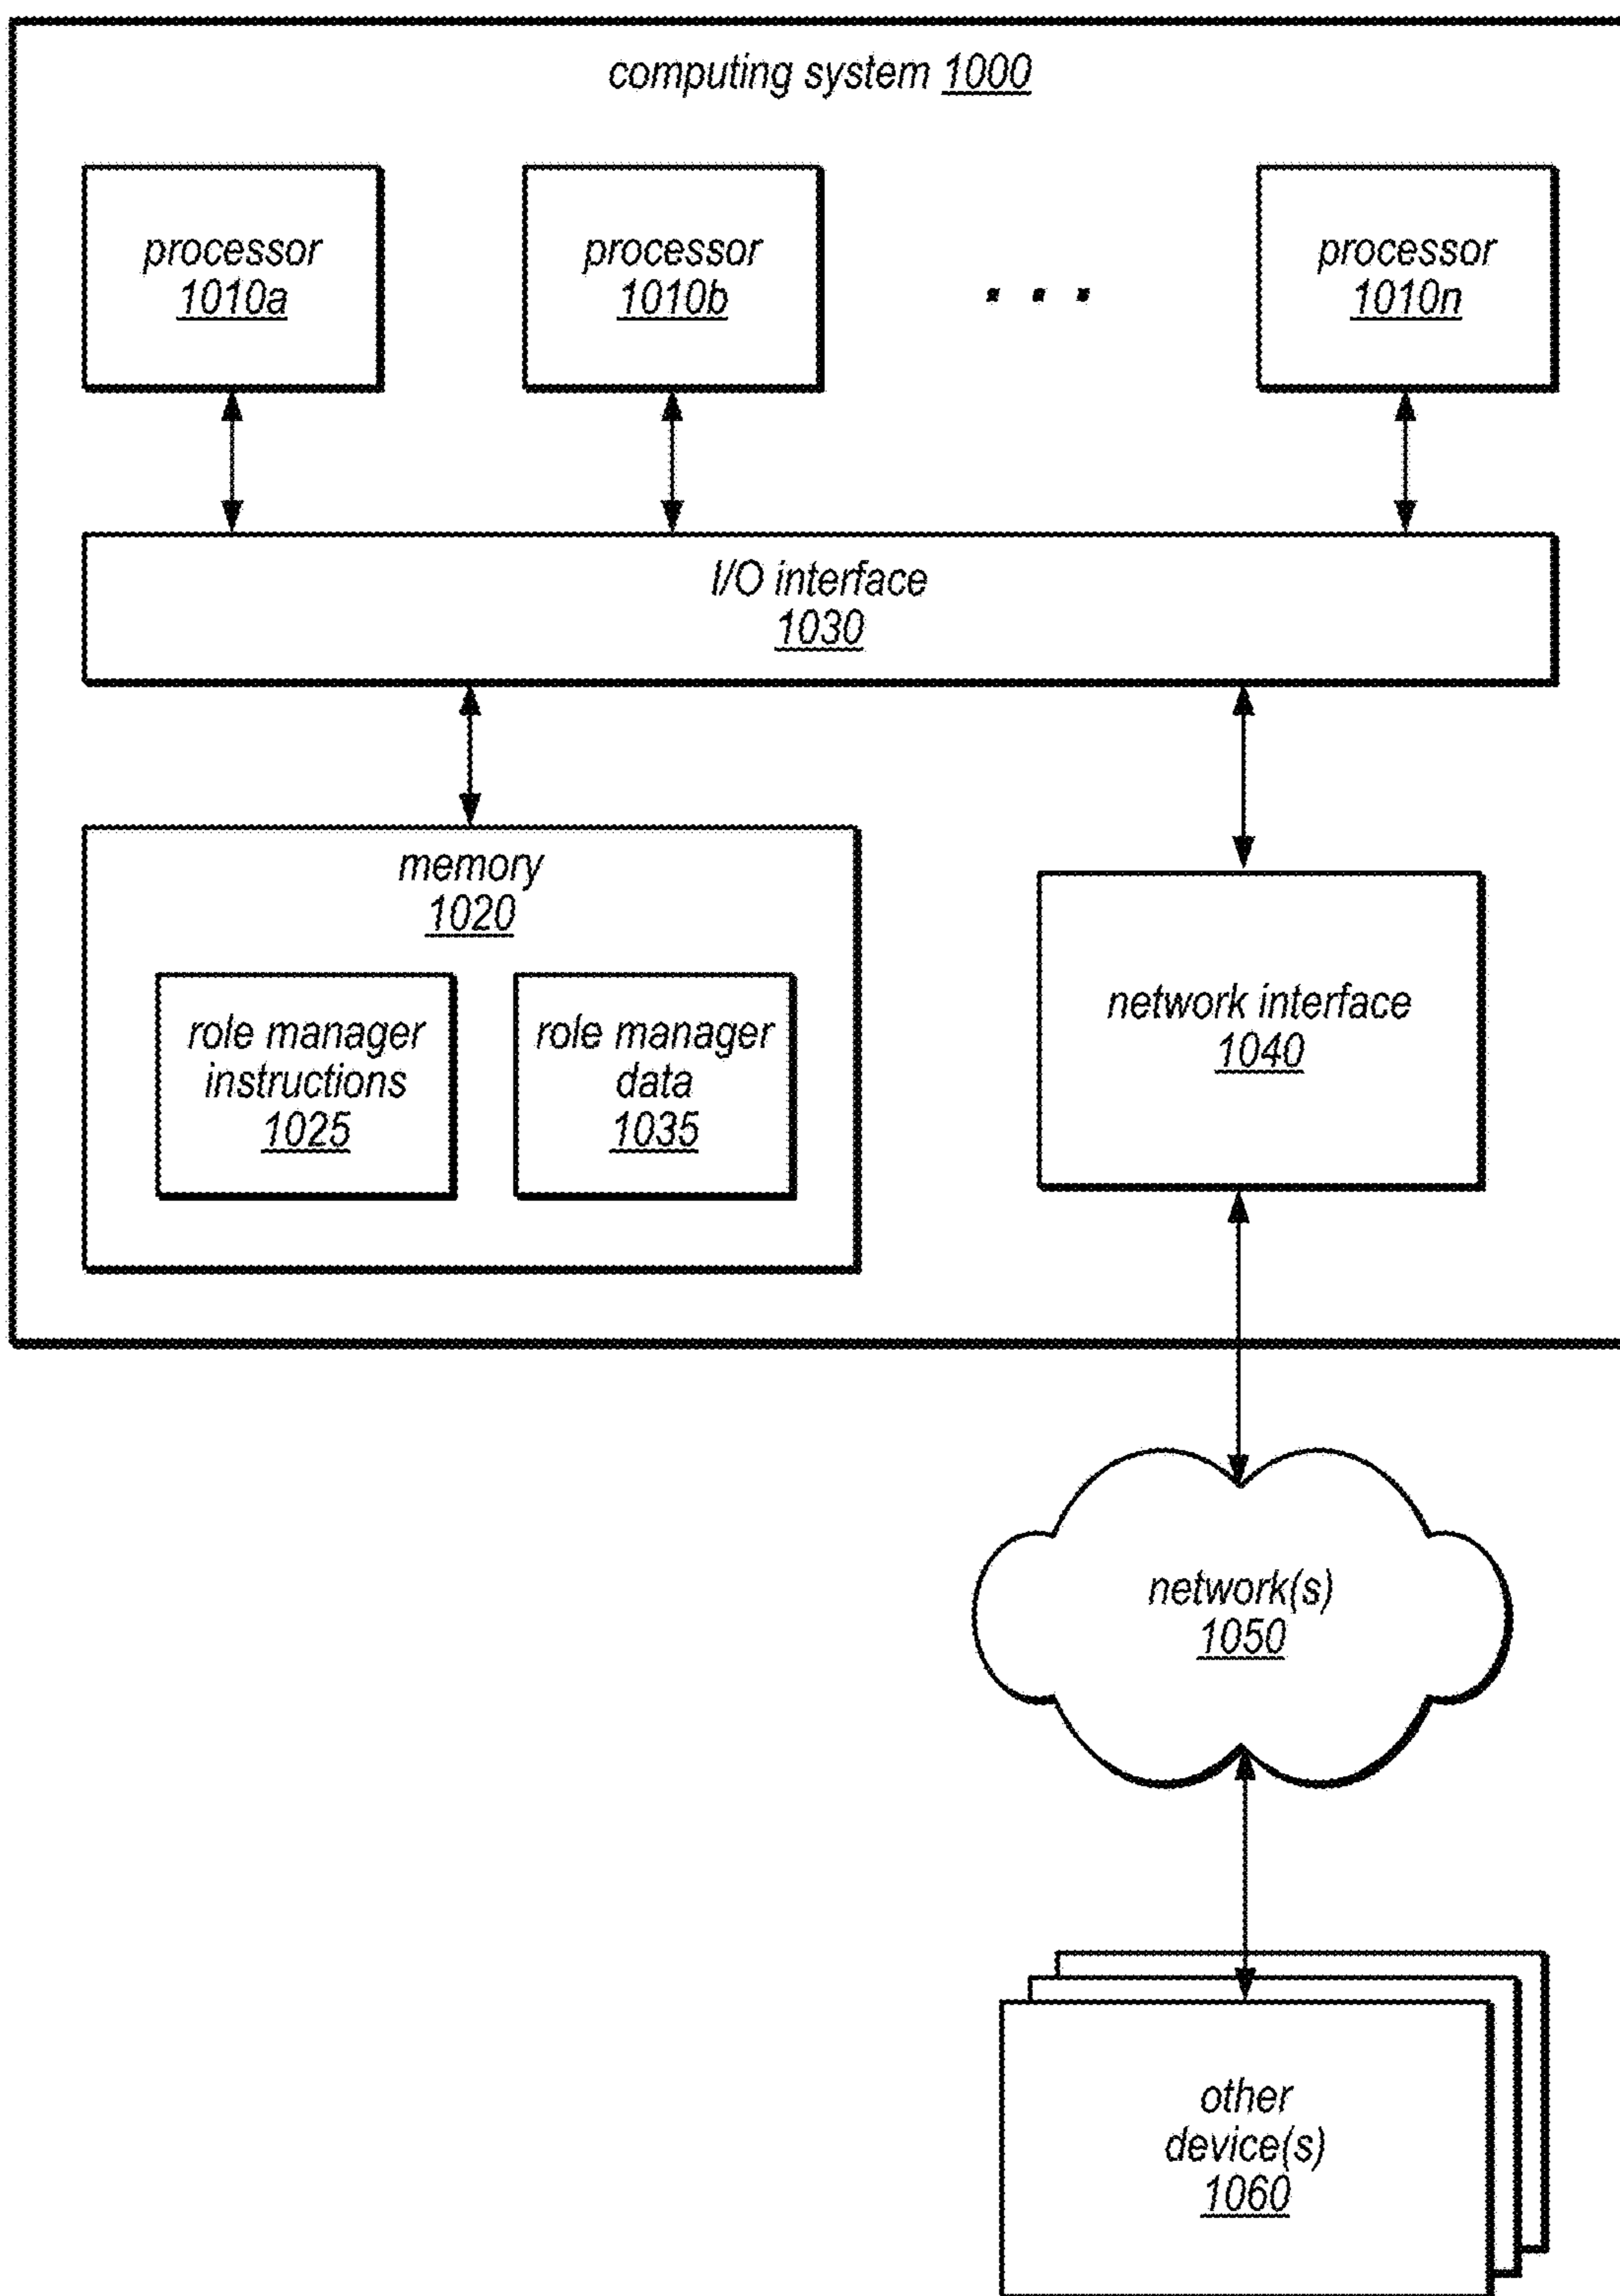 computing system 1000
processor
1010a
processor
1010b
. . .
processor
1010n
I/O interface
1030
memory
1020
role manager
instructions
1025
role manager
data
1035
network interface
1040
network(s)
1050
other
device(s)
1060